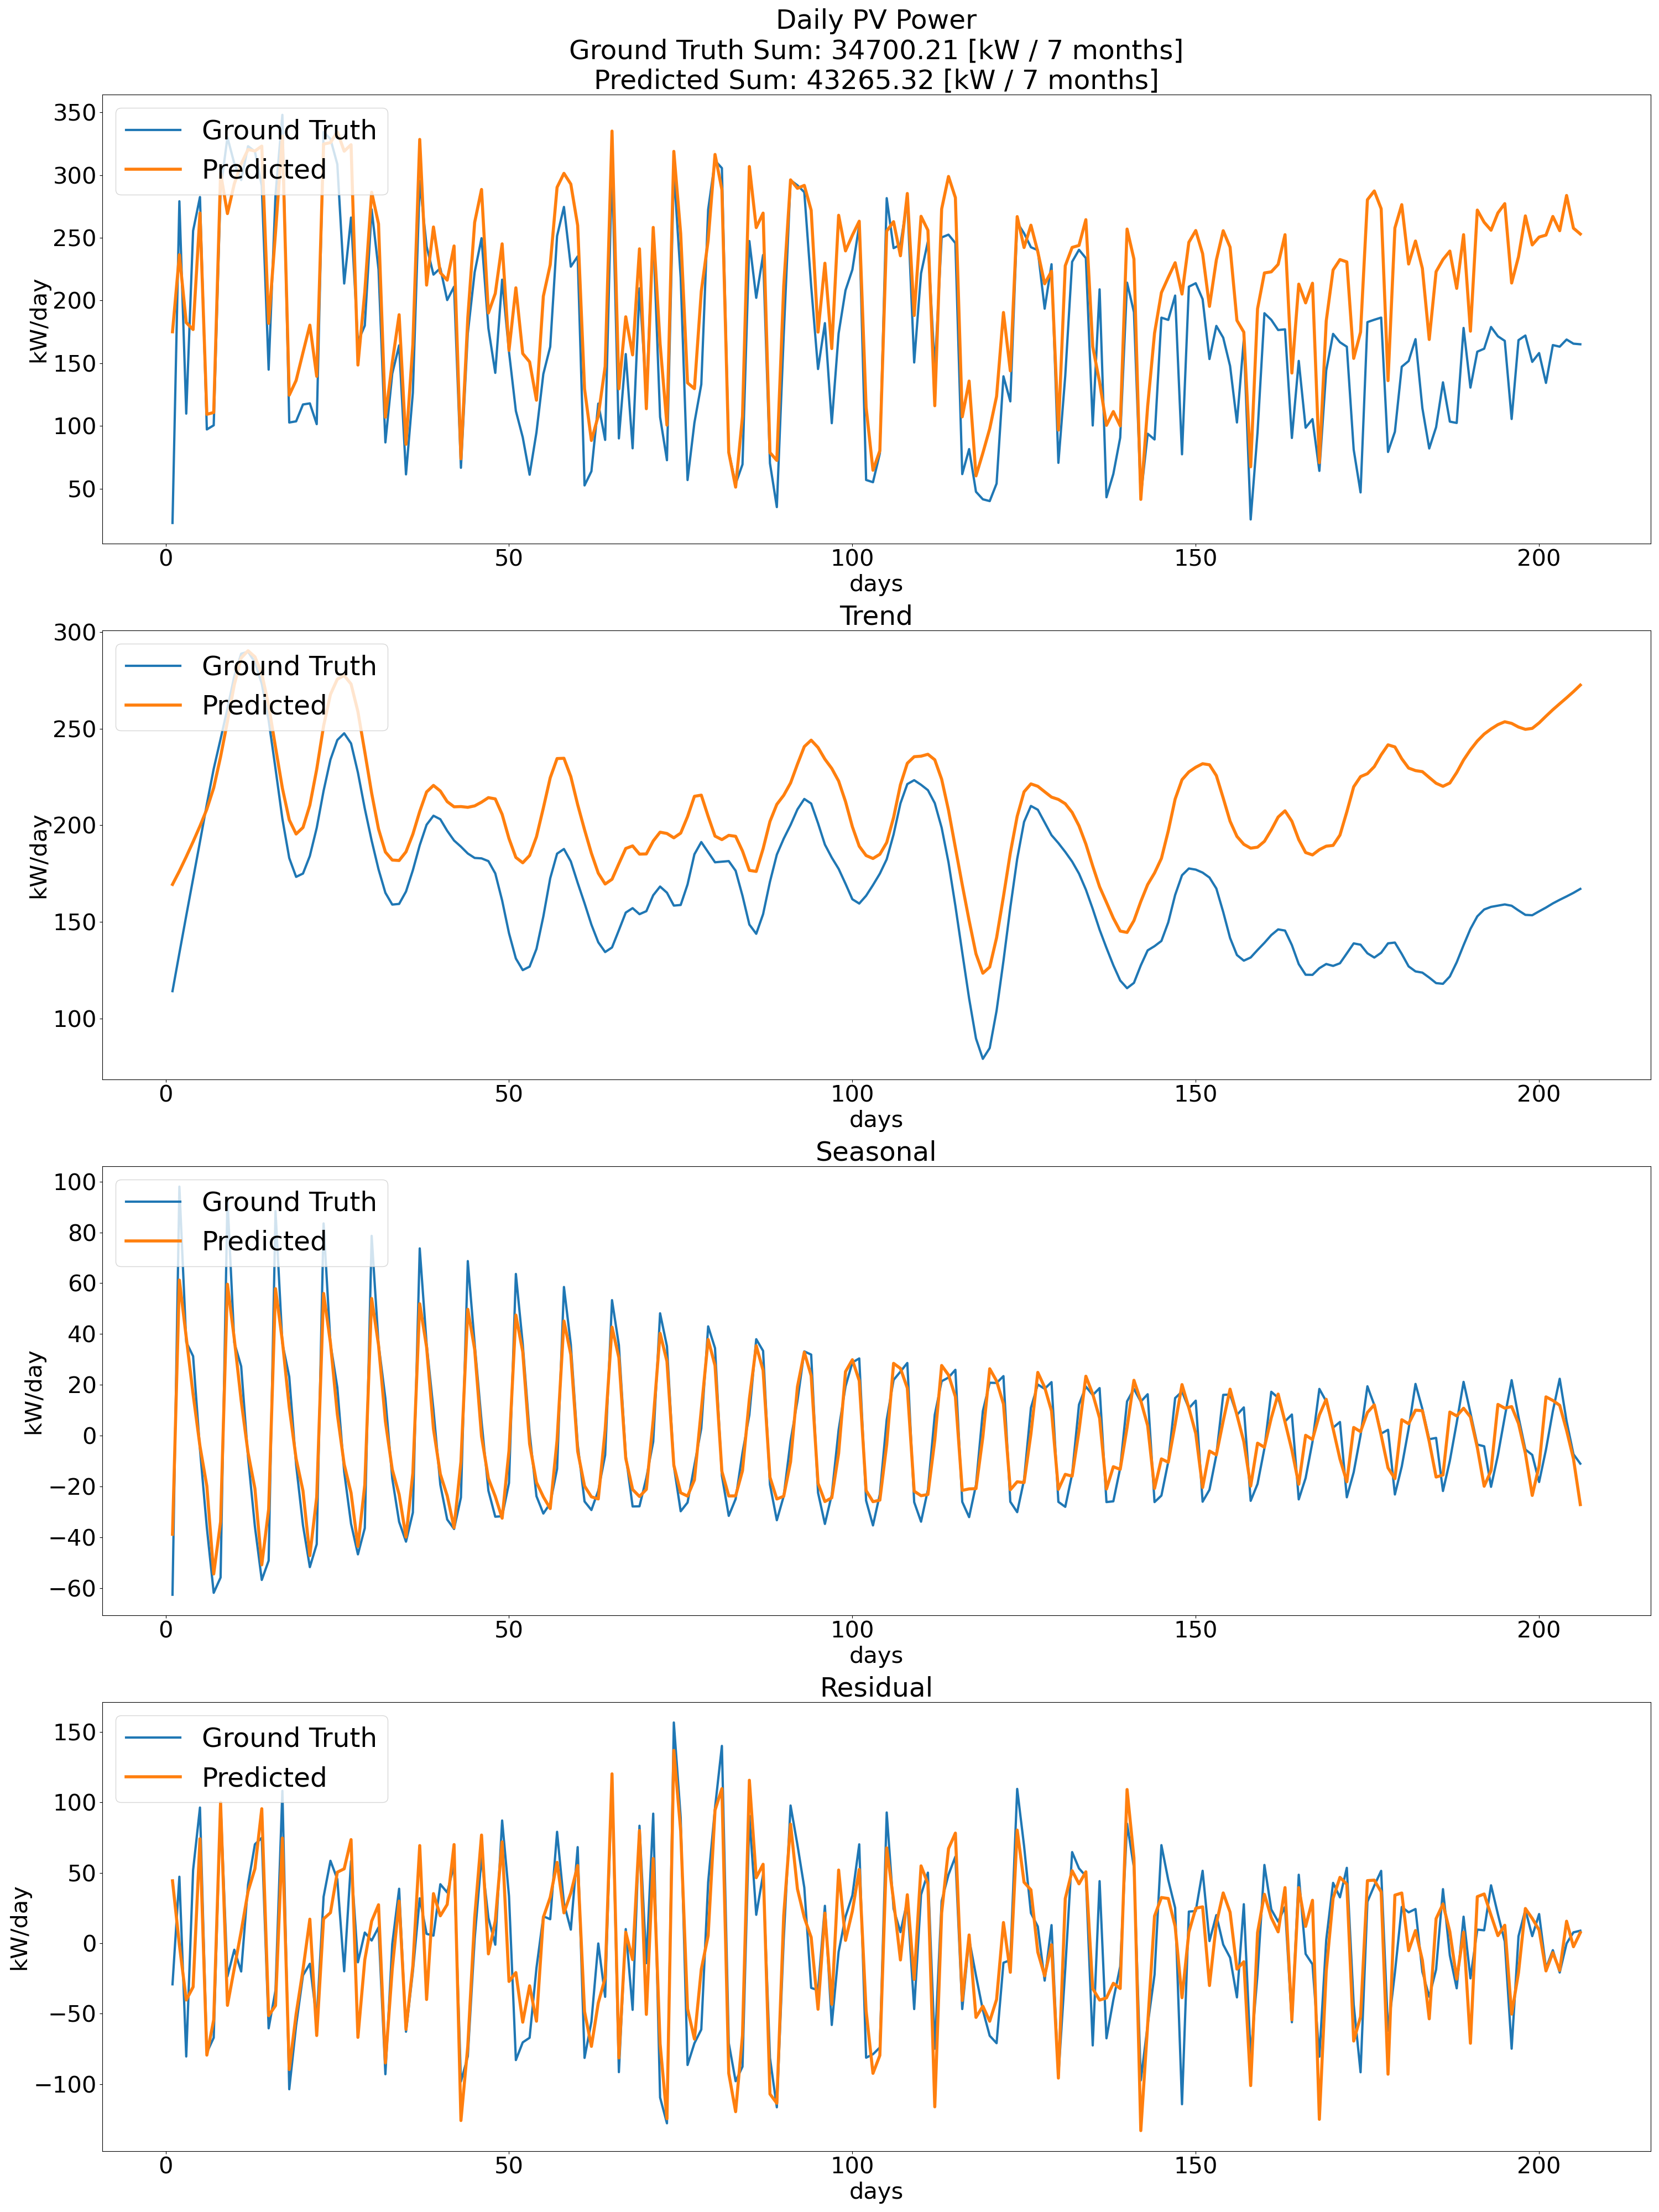 Daily PV Power
Ground Truth Sum: 34700.21 [kW / 7 months]
Predicted Sum: 43265.32 [kW / 7 months]
350
300
250
200
150
100
50
kW/day
Ground Truth
Predicted
0 50 100 150 200
days
Trend
300
250
200
150
100
kW/day
Ground Truth
Predicted
0 50 100 150 200
days
Seasonal
100
80
60
40
20
0
−20
−40
−60
kW/day
Ground Truth
Predicted
0 50 100 150 200
days
Residual
150
100
50
0
−50
−100
kW/day
Ground Truth
Predicted
0 50 100 150 200
days